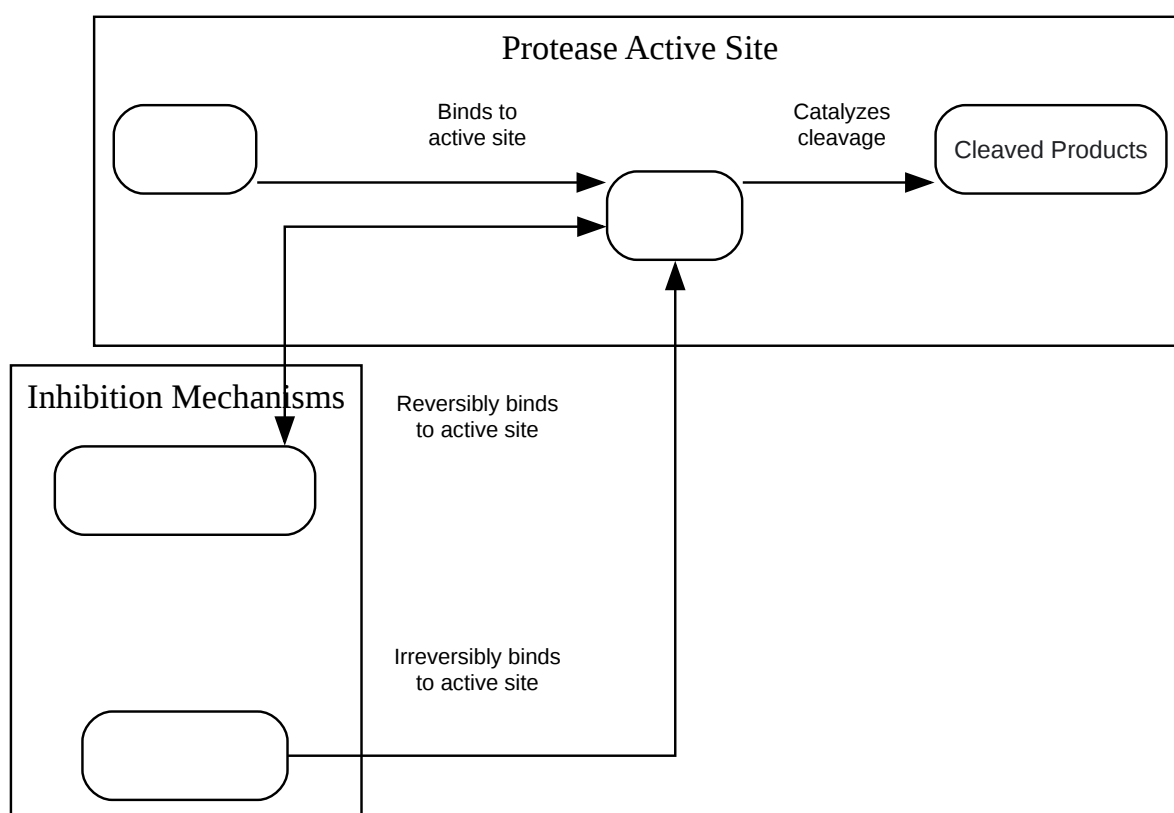 Protease Active Site
Binds to
active site
Catalyzes
cleavage
Cleaved Products
Inhibition Mechanisms
Reversibly binds
to active site
Irreversibly binds
to active site